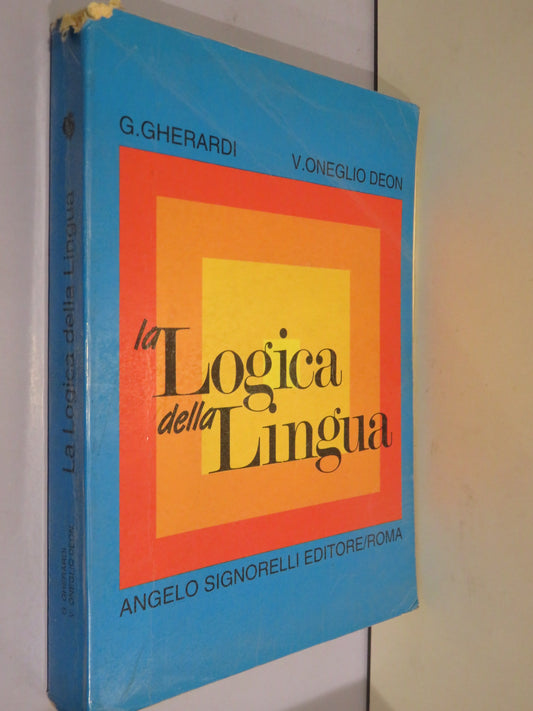 G.GHERARDI
V.ONEGLIO DEON
la Logica
della Lingua
ANGELO SIGNORELLI EDITORE/ROMA
La Logica della Lingua
G. GHERARDI
V. ONEGLIO DEON